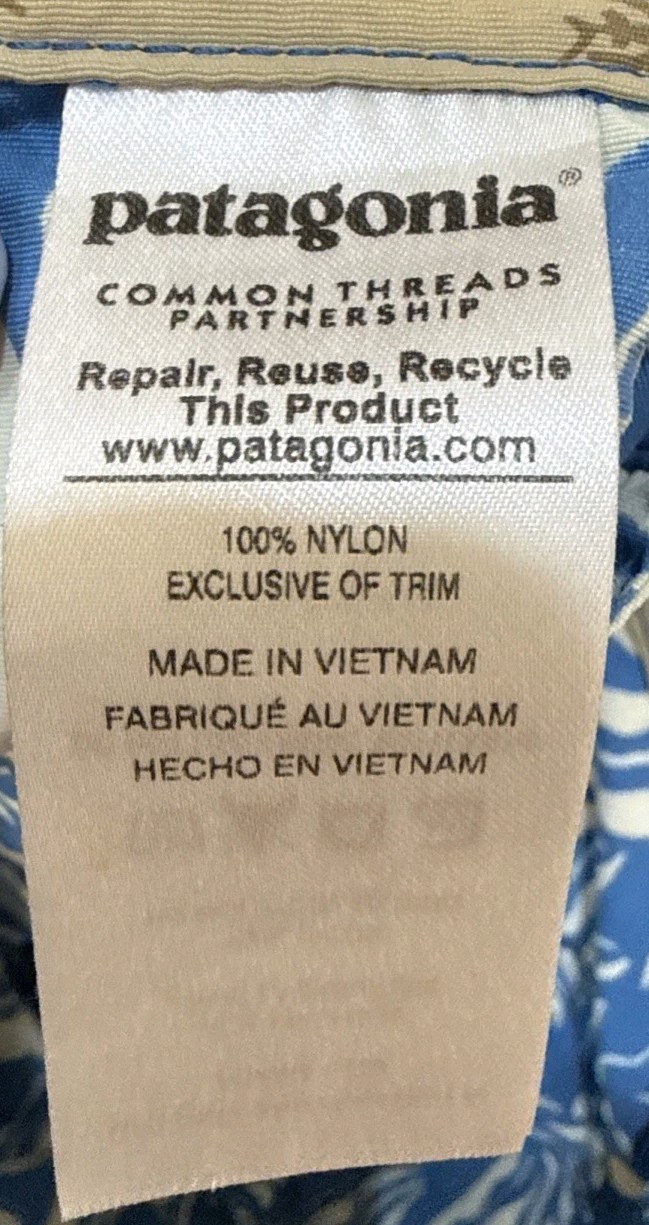 patagonia®
COMMON THREADS
PARTNERSHIP
Repair, Reuse, Recycle
This Product
www.patagonia.com
100% NYLON
EXCLUSIVE OF TRIM
MADE IN VIETNAM
FABRIQUÉ AU VIETNAM
HECHO EN VIETNAM